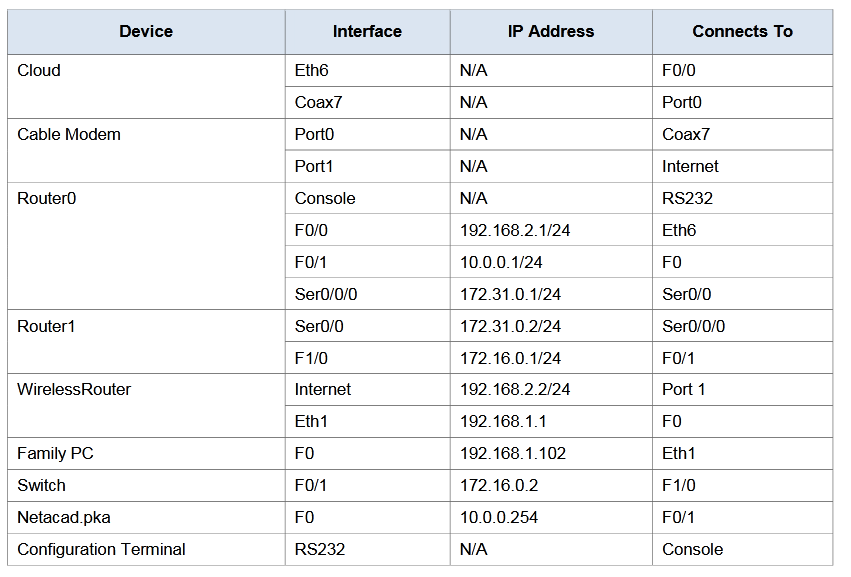 Device Interface IP Address Connects To
Cloud Eth6 N/A F0/0
Coax7 N/A Port0
Cable Modem Port0 N/A Coax7
Port1 N/A Internet
Router0 Console N/A RS232
F0/0 192.168.2.1/24 Eth6
F0/1 10.0.0.1/24 F0
Ser0/0/0 172.31.0.1/24 Ser0/0
Router1 Ser0/0 172.31.0.2/24 Ser0/0/0
F1/0 172.16.0.1/24 F0/1
WirelessRouter Internet 192.168.2.2/24 Port 1
Eth1 192.168.1.1 F0
Family PC F0 192.168.1.102 Eth1
Switch F0/1 172.16.0.2 F1/0
Netacad.pka F0 10.0.0.254 F0/1
Configuration Terminal RS232 N/A Console